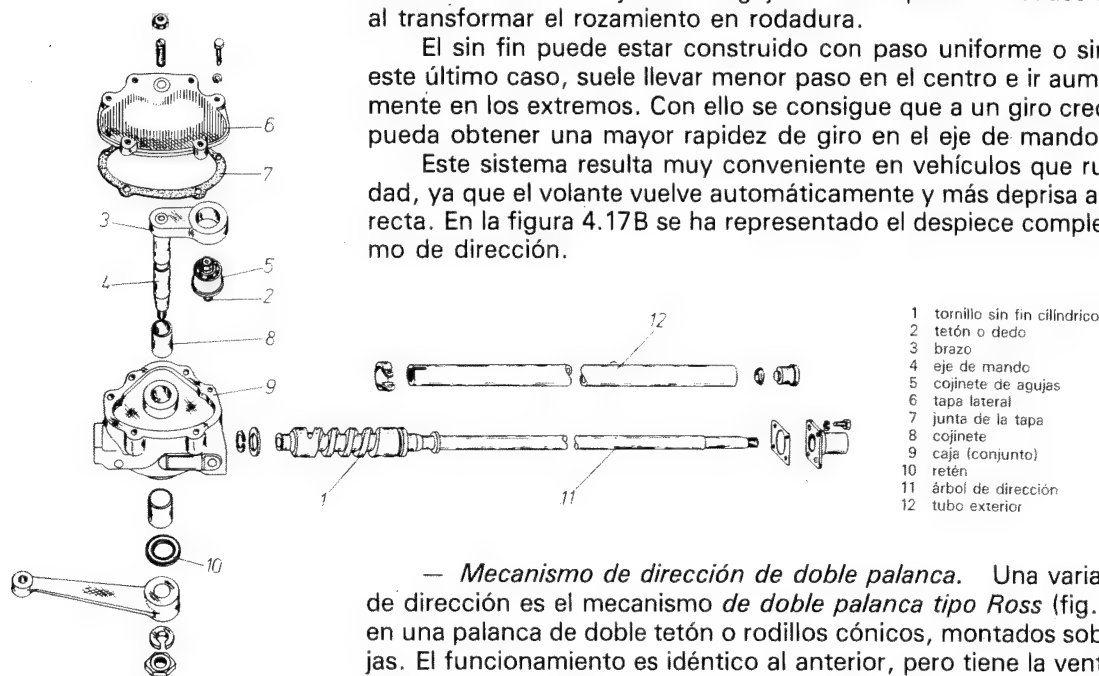 al transformar el rozamiento en rodadura.
El sin fin puede estar construido con paso uniforme o
este último caso, suele llevar menor paso en el centro e ir
mente en los extremos. Con ello se consigue que a un giro
pueda obtener una mayor rapidez de giro en el eje de mando
Este sistema resulta muy conveniente en vehículos que
dad, ya que el volante vuelve automáticamente y más deprisa a
recta. En la figura 4.17B se ha representado el despiece
mo de dirección.
6
7
3
5
4
2
8
9
12
1
11
10
1 tornillo sin fin cilíndrico
2 tetón o dedo
3 brazo
4 eje de mando
5 cojinete de agujas
6 tapa lateral
7 junta de la tapa
8 cojinete
9 caja (conjunto)
10 retén
11 árbol de dirección
12 tubo exterior
— Mecanismo de dirección de doble palanca. Una
de dirección es el mecanismo de doble palanca tipo Ross (fig.
en una palanca de doble tetón o rodillos cónicos, montados
jas. El funcionamiento es idéntico al anterior, pero tiene la